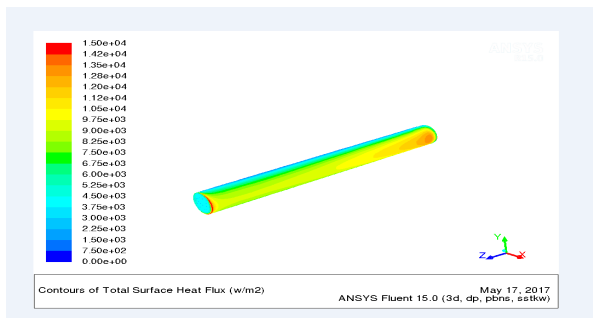 1.50e+04
1.42e+04
1.35e+04
1.28e+04
1.20e+04
1.12e+04
1.05e+04
9.75e+03
9.00e+03
8.25e+03
7.50e+03
6.75e+03
6.00e+03
5.25e+03
4.50e+03
3.75e+03
3.00e+03
2.25e+03
1.50e+03
7.50e+02
0.00e+00
Y
Z X
Contours of Total Surface Heat Flux (w/m2)
May 17, 2017
ANSYS Fluent 15.0 (3d, dp, pbns, sstkw)